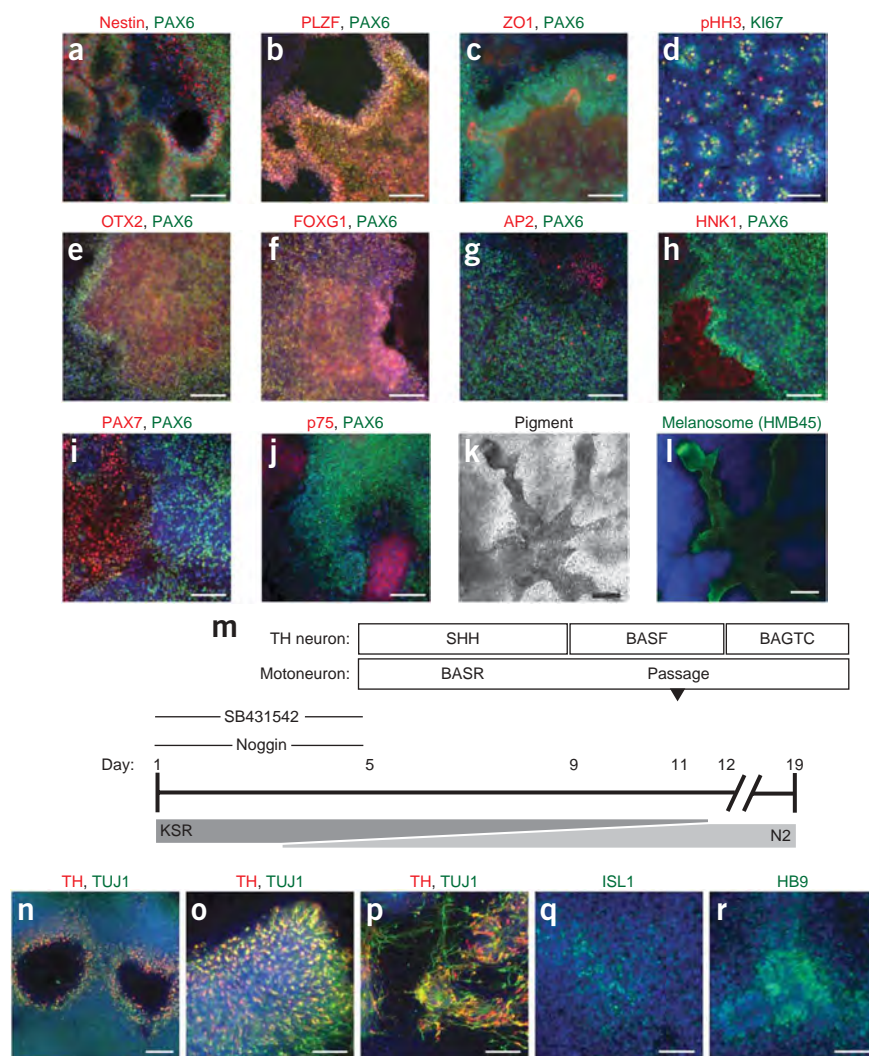 Nestin, PAX6
PLZF, PAX6
ZO1, PAX6
pHH3, KI67
a
b
c
d
OTX2, PAX6
FOXG1, PAX6
AP2, PAX6
HNK1, PAX6
e
f
g
h
PAX7, PAX6
p75, PAX6
Pigment
Melanosome (HMB45)
i
j
k
l
m
TH neuron:
SHH
BASF
BAGTC
Motoneuron:
BASR
Passage
SB431542
Noggin
Day:
1
5
9
11
12
19
KSR
N2
TH, TUJ1
TH, TUJ1
TH, TUJ1
ISL1
HB9
n
o
p
q
r